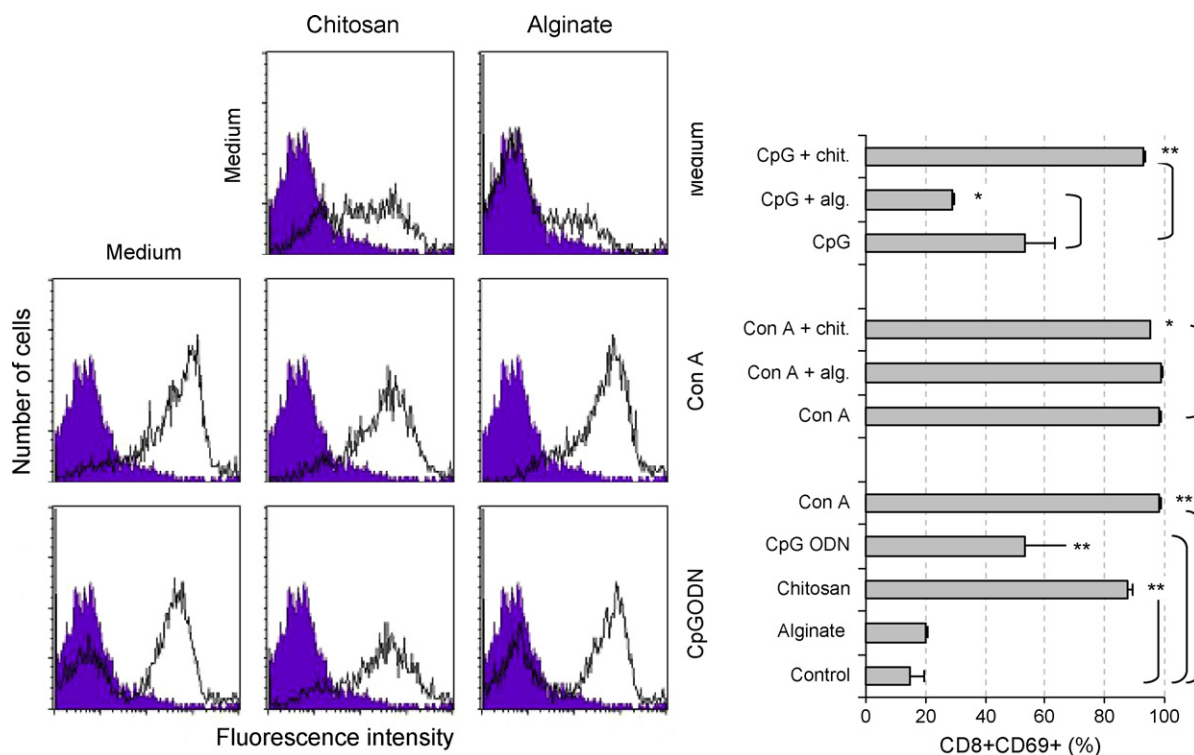 Chitosan
Alginate
Medium
Medium
Medium
Number of cells
Con A
CpGODN
Fluorescence intensity
CpG + chit.
**
CpG + alg.
*
CpG
Con A + chit.
*
Con A + alg.
Con A
Con A
**
CpG ODN
**
Chitosan
**
Alginate
Control
0 20 40 60 80 100
CD8+CD69+ (%)